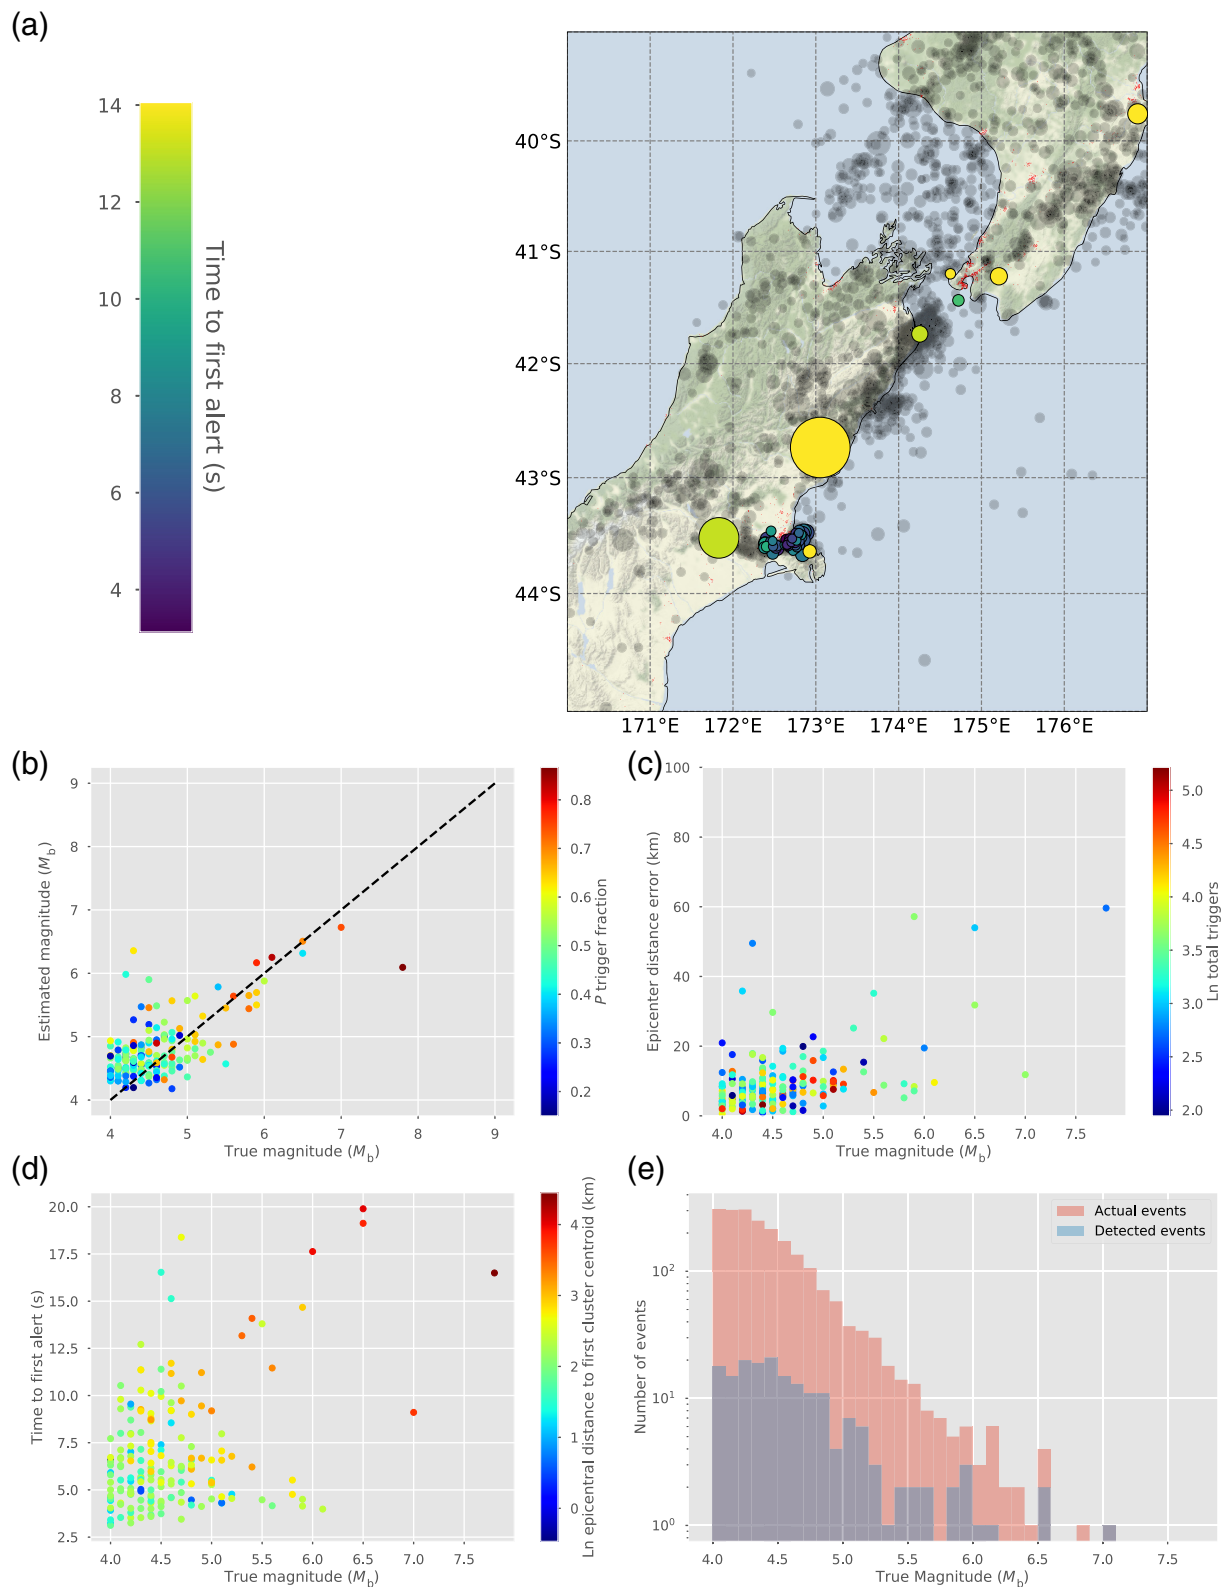 (a)
14
12
10
8
6
4
Time to first alert (s)
40°S
41°S
42°S
43°S
44°S
171°E 172°E 173°E 174°E 175°E 176°E
(b)
9
8
7
6
5
4
Estimated magnitude (Mb)
4 5 6 7 8 9
True magnitude (Mb)
0.8
0.7
0.6
0.5
0.4
0.3
0.2
P trigger fraction
(c)
100
80
60
40
20
0
Epicenter distance error (km)
4.0 4.5 5.0 5.5 6.0 6.5 7.0 7.5
True magnitude (Mb)
5.0
4.5
4.0
3.5
3.0
2.5
2.0
Ln total triggers
(d)
20.0
17.5
15.0
12.5
10.0
7.5
5.0
2.5
Time to first alert (s)
4.0 4.5 5.0 5.5 6.0 6.5 7.0 7.5
True magnitude (Mb)
4
3
2
1
0
Ln epicentral distance to first cluster centroid (km)
(e)
Actual events
Detected events
10²
10¹
10⁰
Number of events
4.0 4.5 5.0 5.5 6.0 6.5 7.0 7.5
True Magnitude (Mb)